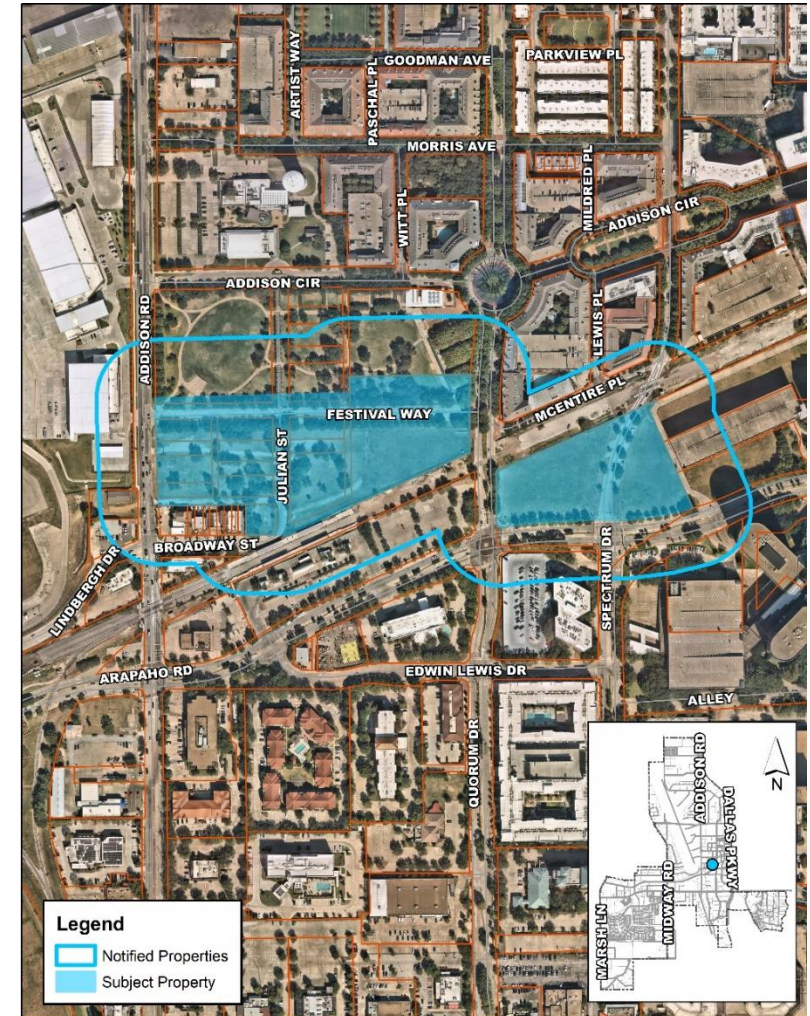 GOODMAN AVE
PARKVIEW PL
ARTIST WAY
PASCHAL PL
MORRIS AVE
MILDRED PL
WITT PL
ADDISON CIR
ADDISON CIR
ADDISON RD
LEWIS PL
MCENTIRE PL
FESTIVAL WAY
JULIAN ST
BROADWAY ST
LINDBERGH DR
SPECTRUM DR
ARAPAHO RD
EDWIN LEWIS DR
ALLEY
QUORUM DR
ADDISON RD
DALLAS PKWY
N
MIDWAY RD
MARSH LN
Legend
Notified Properties
Subject Property